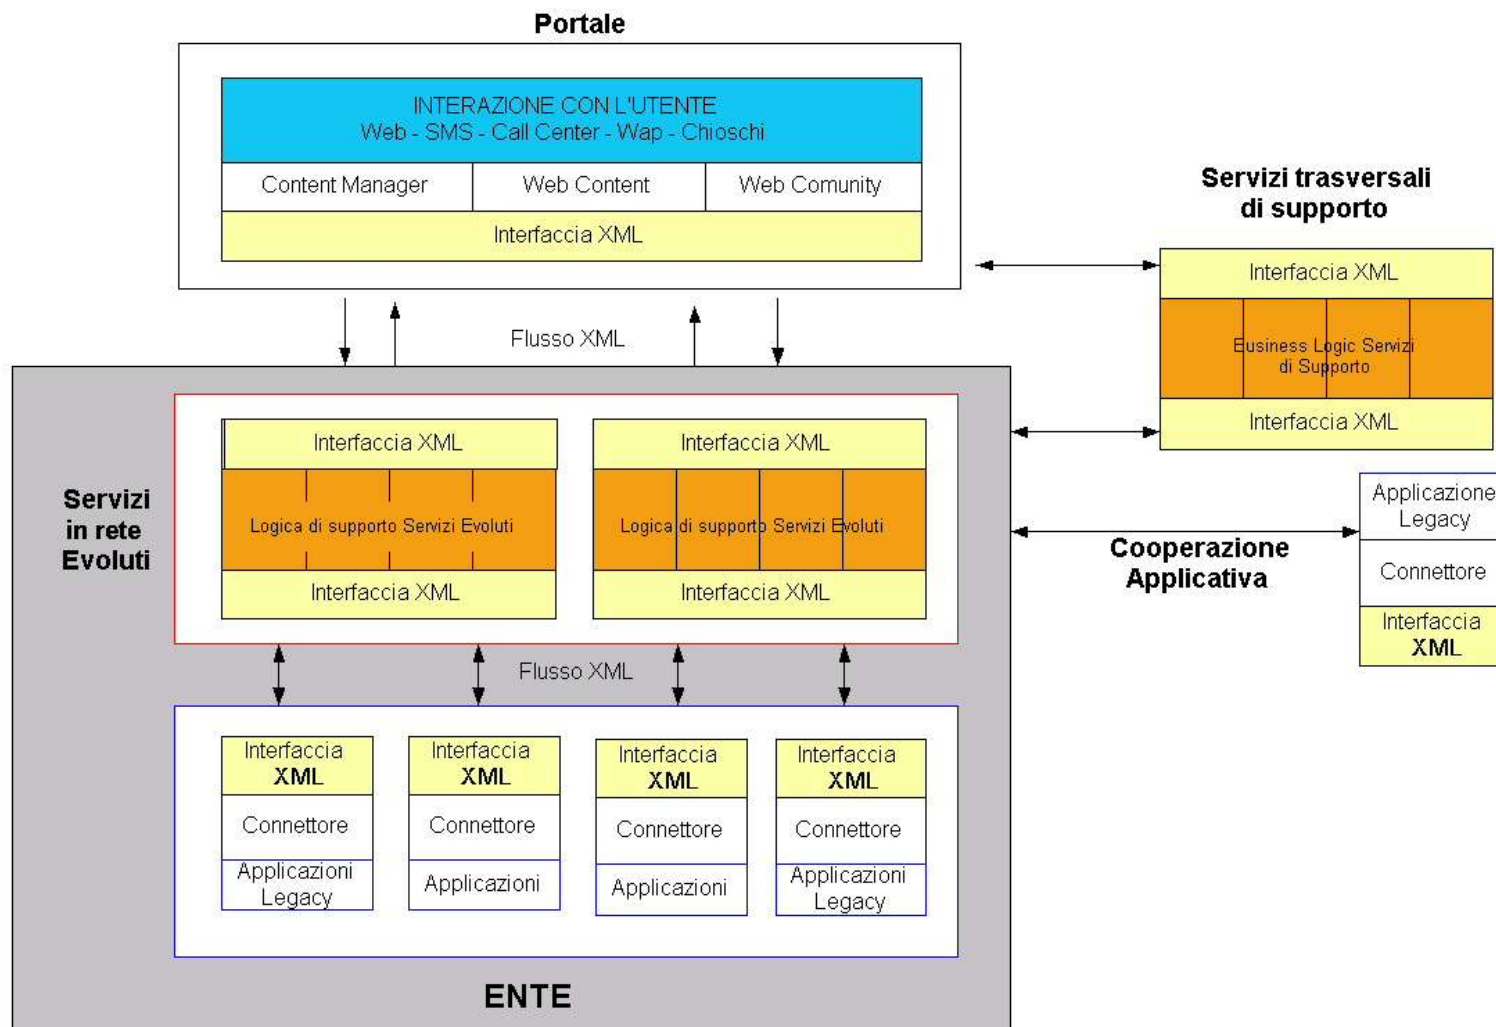 Portale
INTERAZIONE CON L'UTENTE
Web - SMS - Call Center - Wap - Chioschi
Content Manager
Web Content
Web Comunity
Interfaccia XML
Servizi trasversali
di supporto
Interfaccia XML
Eusiness Logic Servizi
di Supporto
Interfaccia XML
Flusso XML
Servizi
in rete
Evoluti
Interfaccia XML
Logica di supporto Servizi Evoluti
Interfaccia XML
Interfaccia XML
Logica di supporto Servizi Evoluti
Interfaccia XML
Cooperazione
Applicativa
Applicazione
Legacy
Connettore
Interfaccia
XML
Flusso XML
Interfaccia
XML
Connettore
Applicazioni
Legacy
Interfaccia
XML
Connettore
Applicazioni
Interfaccia
XML
Connettore
Applicazioni
Interfaccia
XML
Connettore
Applicazioni
Legacy
ENTE